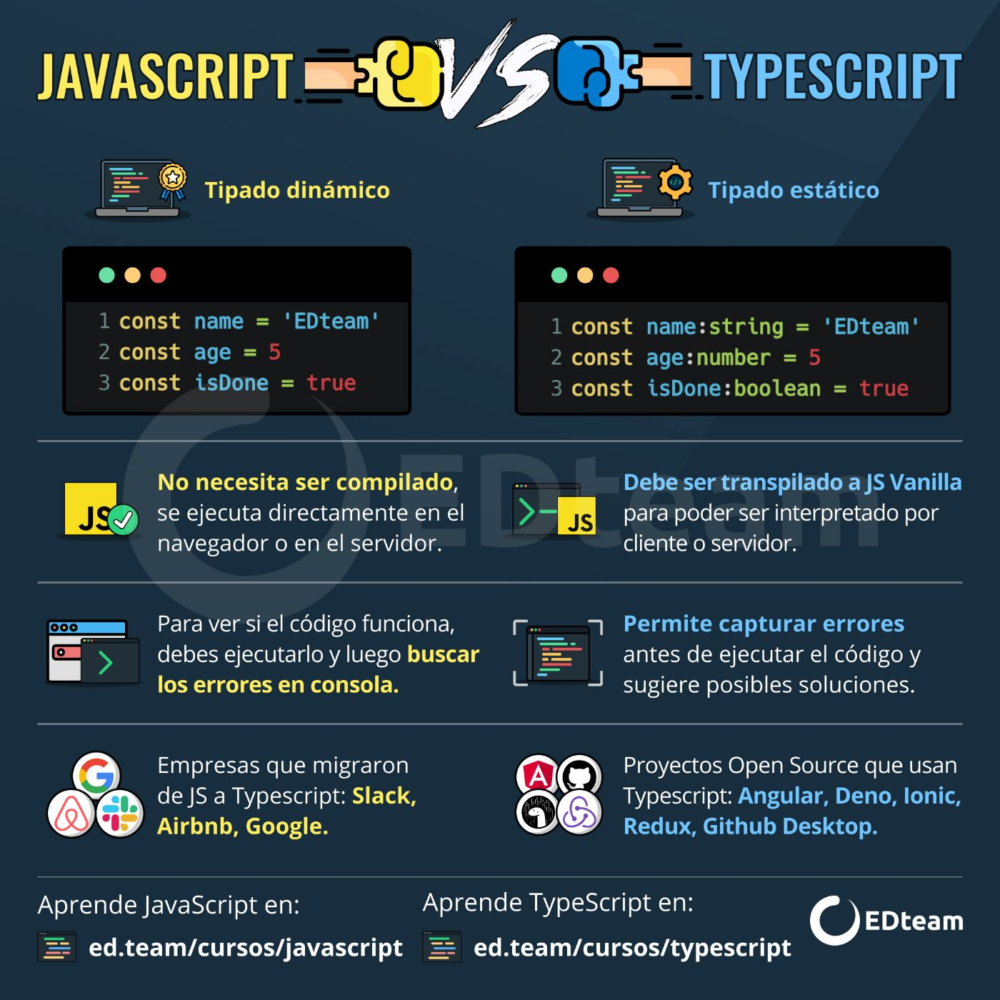 JAVASCRIPT VS TYPESCRIPT
Tipado dinámico
1 const name = 'EDteam'
2 const age = 5
3 const isDone = true
Tipado estático
1 const name:string = 'EDteam'
2 const age:number = 5
3 const isDone:boolean = true
EDteam
JS
No necesita ser compilado,
se ejecuta directamente en el
navegador o en el servidor.
JS
Debe ser transpilado a JS Vanilla
para poder ser interpretado por
cliente o servidor.
Para ver si el código funciona,
debes ejecutarlo y luego buscar
los errores en consola.
Permite capturar errores
antes de ejecutar el código y
sugiere posibles soluciones.
Empresas que migraron
de JS a Typescript: Slack,
Airbnb, Google.
Proyectos Open Source que usan
Typescript: Angular, Deno, Ionic,
Redux, Github Desktop.
Aprende JavaScript en:
ed.team/cursos/javascript
Aprende TypeScript en:
ed.team/cursos/typescript
EDteam